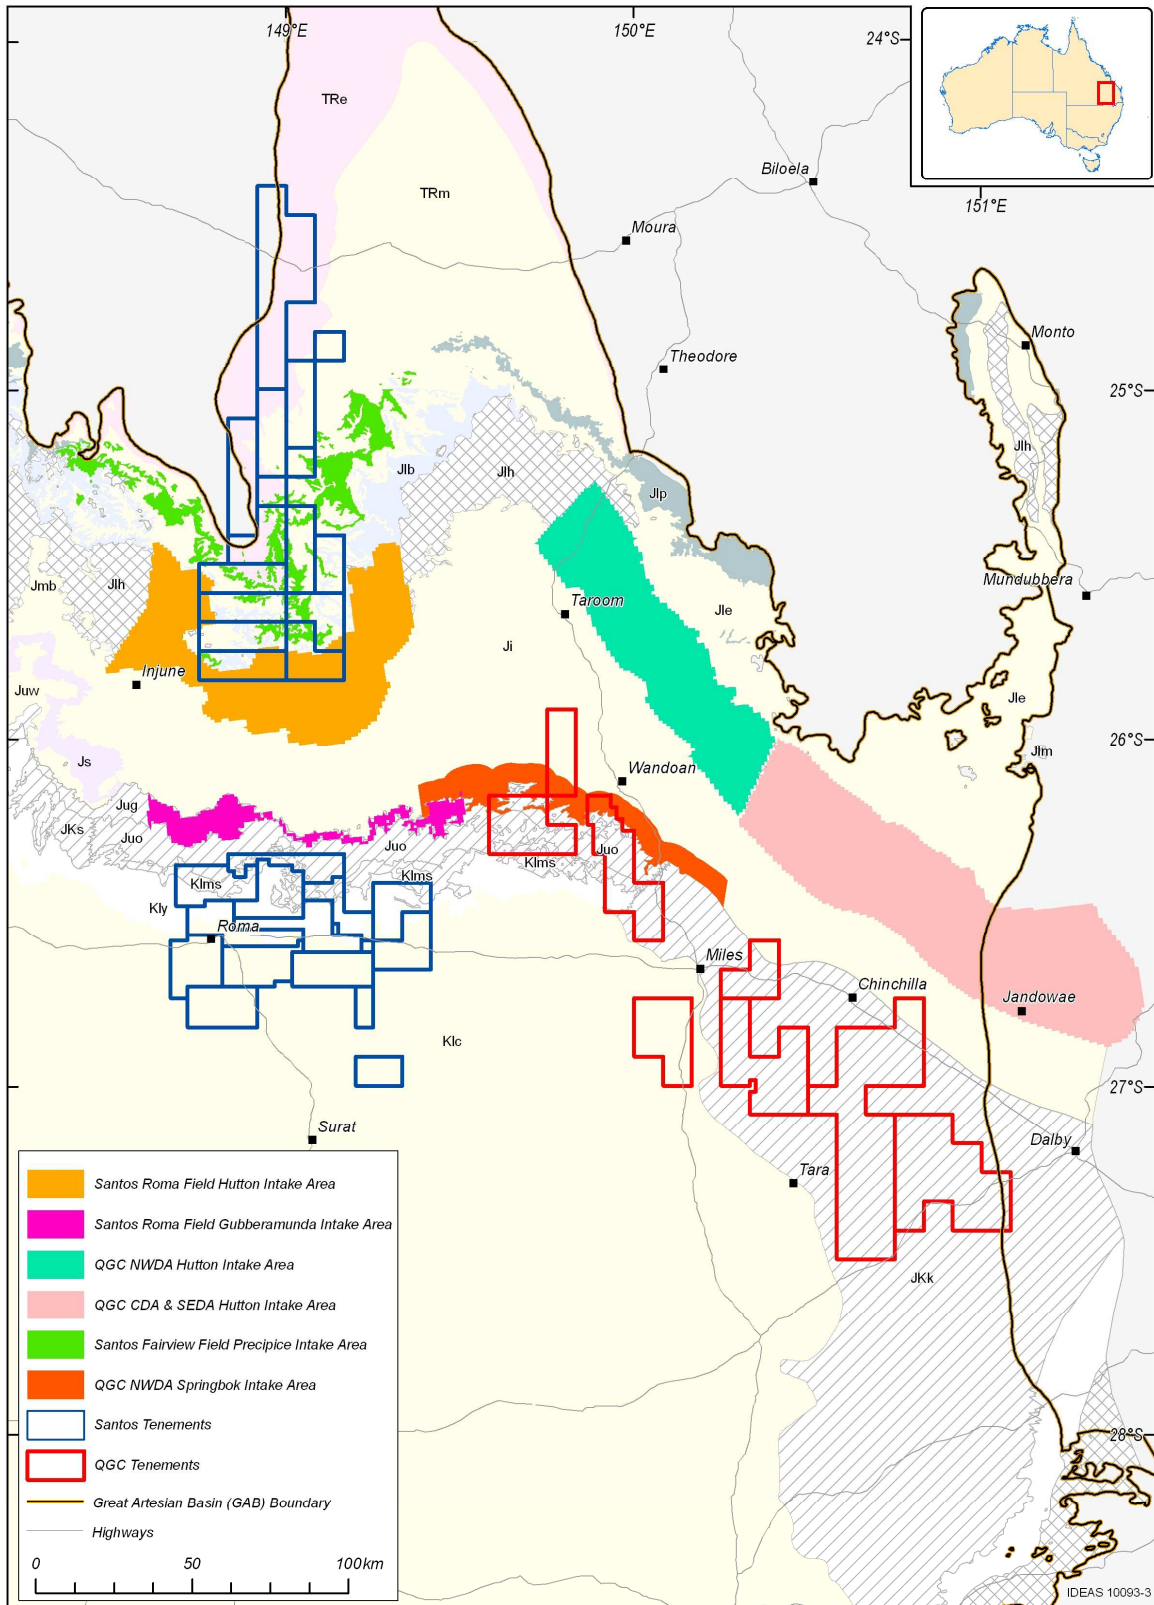 149°E
150°E
24°S
TRe
TRm
Biloela
151°E
Moura
Monto
Theodore
25°S
Jlh
Jlb
Jlh
Jlp
Jmb
Jlh
Mundubbera
Taroom
Jle
Ji
Injune
Juw
Jle
Js
26°S
Jlm
Wandoan
Jug
JKs
Juo
Juo
Juo
Klms
Klms
Klms
Kly
Roma
Miles
Chinchilla
Jandowae
Klc
27°S
Surat
Dalby
Tara
JKk
28°S
Santos Roma Field Hutton Intake Area
Santos Roma Field Gubberamunda Intake Area
QGC NWDA Hutton Intake Area
QGC CDA & SEDA Hutton Intake Area
Santos Fairview Field Precipice Intake Area
QGC NWDA Springbok Intake Area
Santos Tenements
QGC Tenements
Great Artesian Basin (GAB) Boundary
Highways
0 50 100km
IDEAS 10093-3